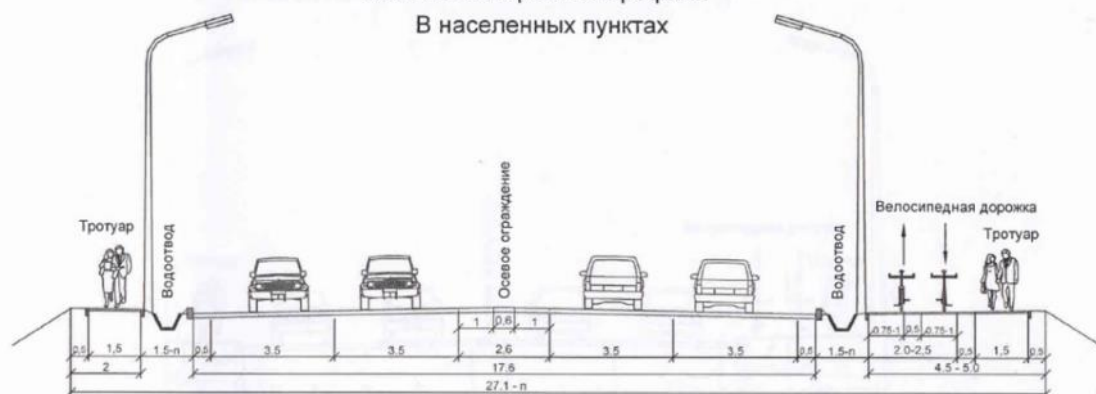 В населенных пунктах
Тротуар
Водоотвод
Осевое ограждение
Водоотвод
Велосипедная дорожка
Тротуар
1 0,6 1
0.75-1 0.5 0.75-1
0,5 1,5 1.5-п 0,5 3.5 3.5 2,6 3.5 3.5 0,5 1,5-п 2.0-2,5 0,5 1,5 0,5
2 17.6 4.5 - 5.0
27.1 - п